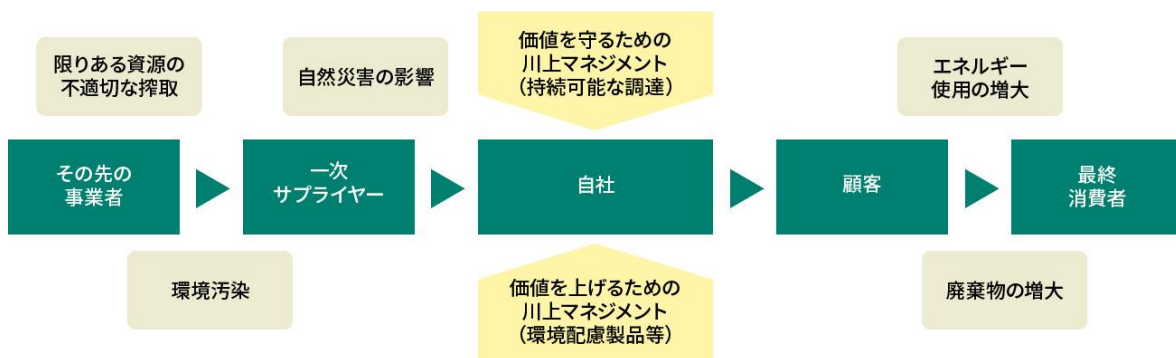 限りある資源の
不適切な搾取
自然災害の影響
価値を守るための
川上マネジメント
（持続可能な調達）
エネルギー
使用の増大
その先の
事業者
一次
サプライヤー
自社
顧客
最終
消費者
環境汚染
価値を上げるための
川上マネジメント
（環境配慮製品等）
廃棄物の増大